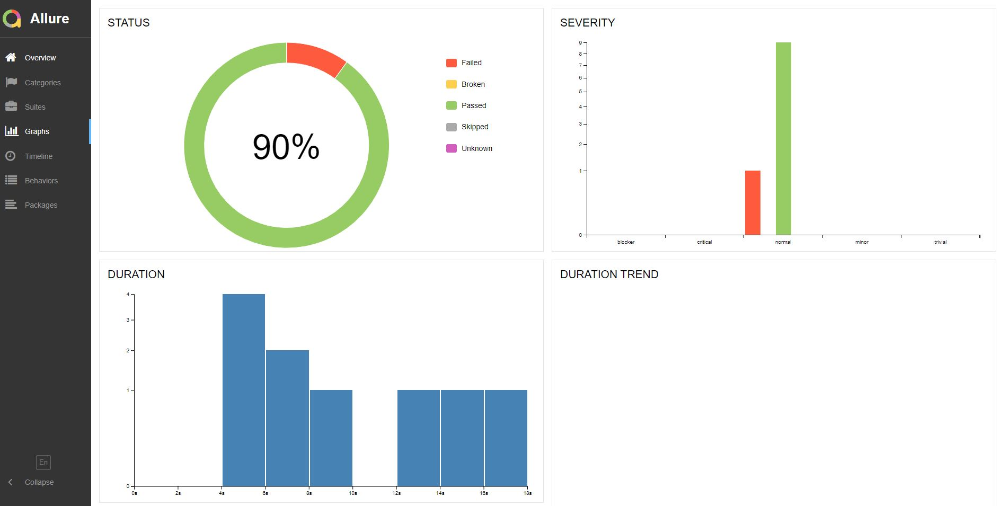 Allure
Overview
Categories
Suites
Graphs
Timeline
Behaviors
Packages
En
Collapse
STATUS
90%
Failed
Broken
Passed
Skipped
Unknown
SEVERITY
9
8
7
6
5
4
3
2
1
0
blocker critical normal minor trivial
DURATION
4
3
2
1
0
0s 2s 4s 6s 8s 10s 12s 14s 16s 18s
DURATION TREND